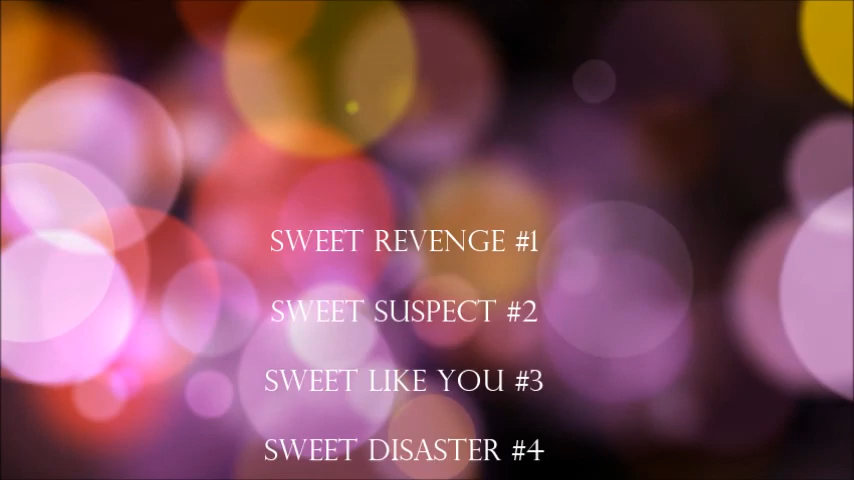 SWEET REVENGE #1
SWEET SUSPECT #2
SWEET LIKE YOU #3
SWEET DISASTER #4